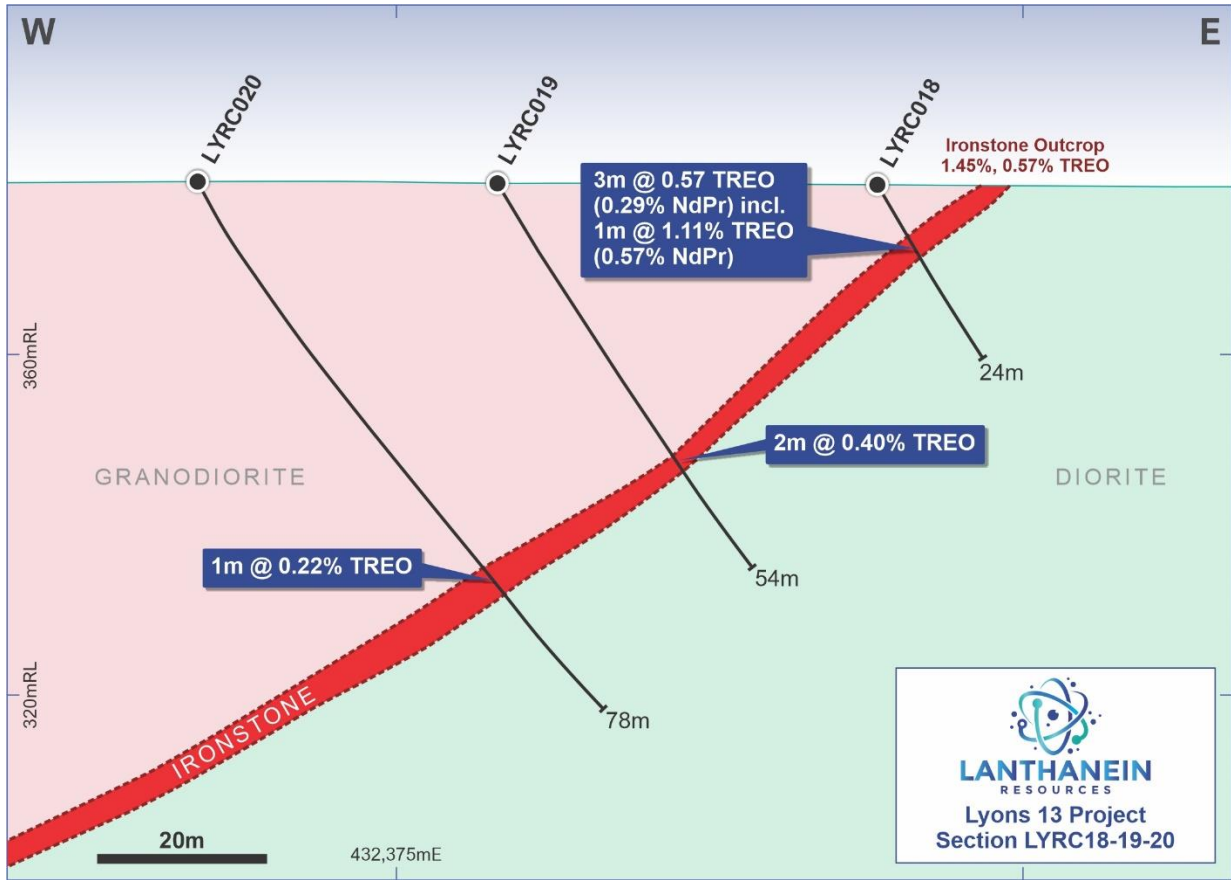 W
E
LYRC020
LYRC019
LYRC018
Ironstone Outcrop
1.45%, 0.57% TREO
3m @ 0.57 TREO
(0.29% NdPr) incl.
1m @ 1.11% TREO
(0.57% NdPr)
360mRL
24m
2m @ 0.40% TREO
GRANODIORITE
DIORITE
1m @ 0.22% TREO
54m
320mRL
78m
IRONSTONE
20m
432,375mE
LANTHANEIN
RESOURCES
Lyons 13 Project
Section LYRC18-19-20